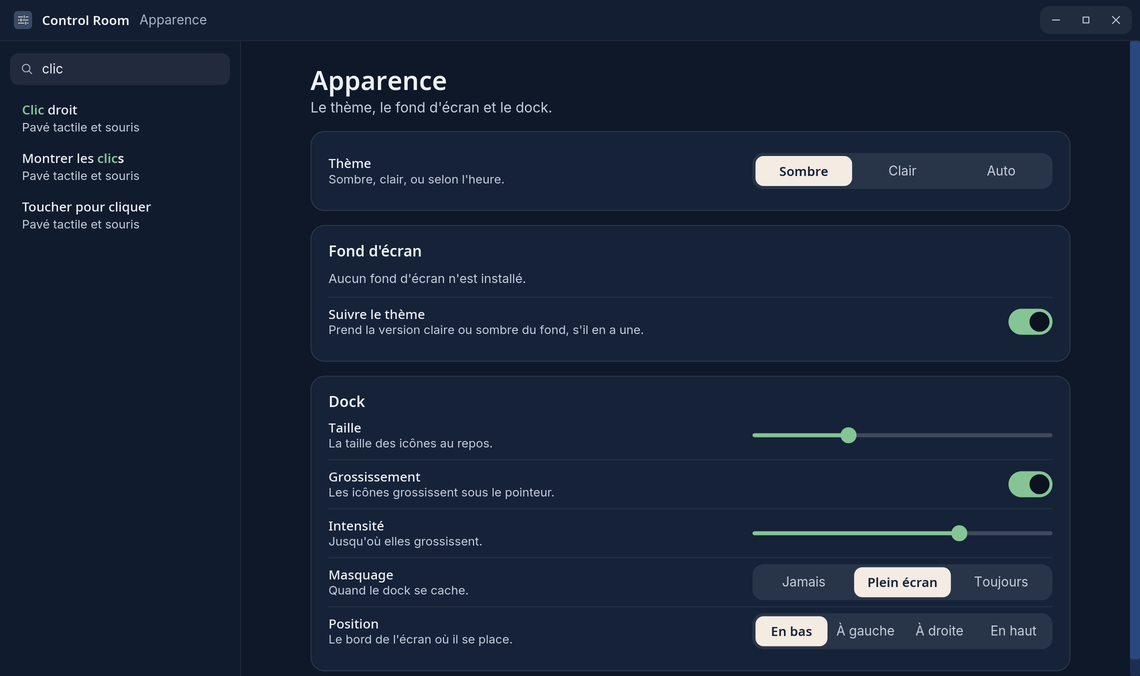 Control Room Apparence
clic
Clic droit
Pavé tactile et souris
Montrer les clics
Pavé tactile et souris
Toucher pour cliquer
Pavé tactile et souris
Apparence
Le thème, le fond d'écran et le dock.
Thème
Sombre, clair, ou selon l'heure.
Sombre Clair Auto
Fond d'écran
Aucun fond d'écran n'est installé.
Suivre le thème
Prend la version claire ou sombre du fond, s'il en a une.
Dock
Taille
La taille des icônes au repos.
Grossissement
Les icônes grossissent sous le pointeur.
Intensité
Jusqu'où elles grossissent.
Masquage
Quand le dock se cache.
Jamais Plein écran Toujours
Position
Le bord de l'écran où il se place.
En bas À gauche À droite En haut